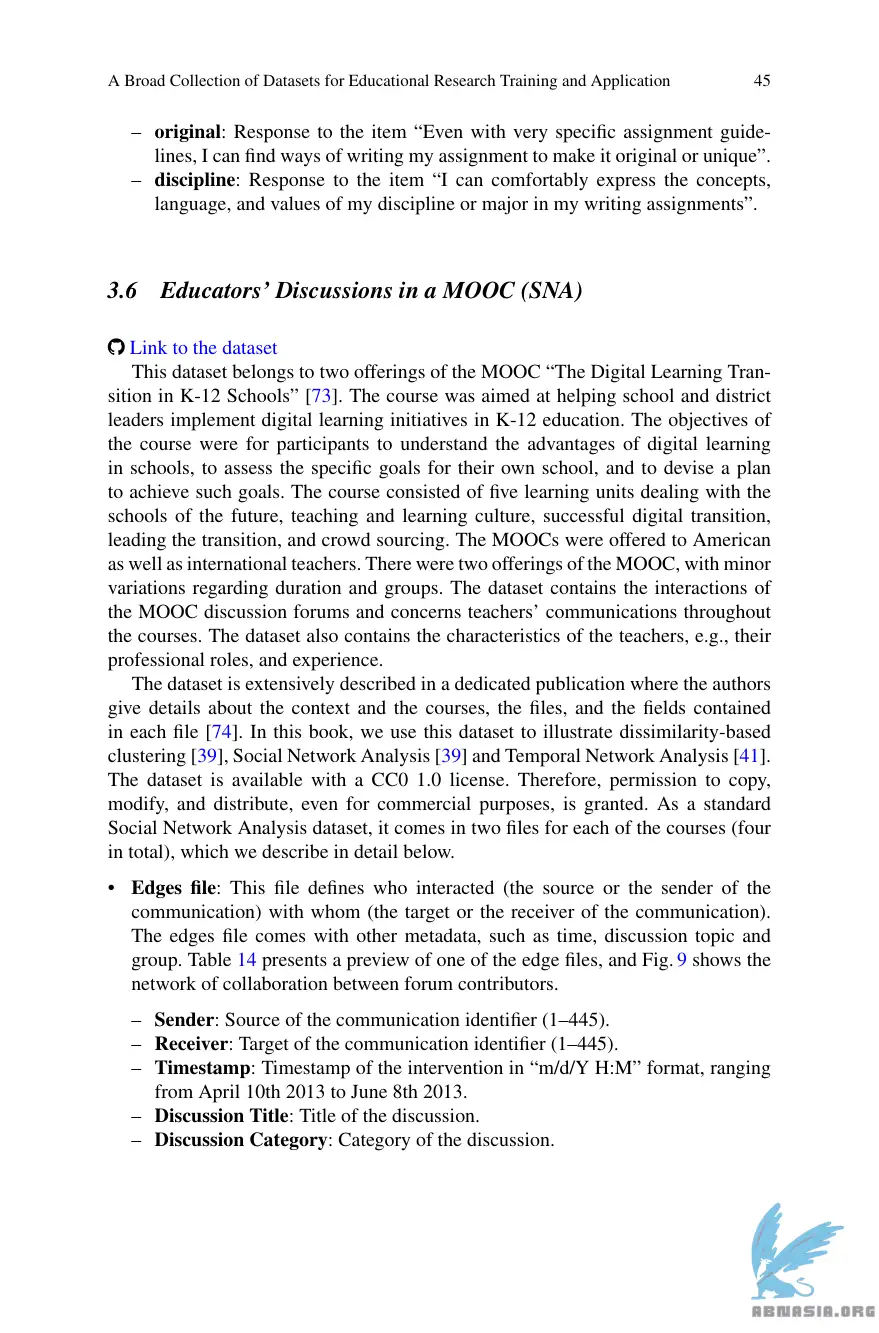 A Broad Collection of Datasets for Educational Research Training and Application 45
– original: Response to the item “Even with very specific assignment guide-
lines, I can find ways of writing my assignment to make it original or unique”.
– discipline: Response to the item “I can comfortably express the concepts,
language, and values of my discipline or major in my writing assignments”.
3.6 Educators’ Discussions in a MOOC (SNA)
Link to the dataset
This dataset belongs to two offerings of the MOOC “The Digital Learning Tran-
sition in K-12 Schools” [73]. The course was aimed at helping school and district
leaders implement digital learning initiatives in K-12 education. The objectives of
the course were for participants to understand the advantages of digital learning
in schools, to assess the specific goals for their own school, and to devise a plan
to achieve such goals. The course consisted of five learning units dealing with the
schools of the future, teaching and learning culture, successful digital transition,
leading the transition, and crowd sourcing. The MOOCs were offered to American
as well as international teachers. There were two offerings of the MOOC, with minor
variations regarding duration and groups. The dataset contains the interactions of
the MOOC discussion forums and concerns teachers’ communications throughout
the courses. The dataset also contains the characteristics of the teachers, e.g., their
professional roles, and experience.
The dataset is extensively described in a dedicated publication where the authors
give details about the context and the courses, the files, and the fields contained
in each file [74]. In this book, we use this dataset to illustrate dissimilarity-based
clustering [39], Social Network Analysis [39] and Temporal Network Analysis [41].
The dataset is available with a CC0 1.0 license. Therefore, permission to copy,
modify, and distribute, even for commercial purposes, is granted. As a standard
Social Network Analysis dataset, it comes in two files for each of the courses (four
in total), which we describe in detail below.
• Edges file: This file defines who interacted (the source or the sender of the
communication) with whom (the target or the receiver of the communication).
The edges file comes with other metadata, such as time, discussion topic and
group. Table 14 presents a preview of one of the edge files, and Fig. 9 shows the
network of collaboration between forum contributors.
– Sender: Source of the communication identifier (1–445).
– Receiver: Target of the communication identifier (1–445).
– Timestamp: Timestamp of the intervention in “m/d/Y H:M” format, ranging
from April 10th 2013 to June 8th 2013.
– Discussion Title: Title of the discussion.
– Discussion Category: Category of the discussion.
ABNASIA.ORG